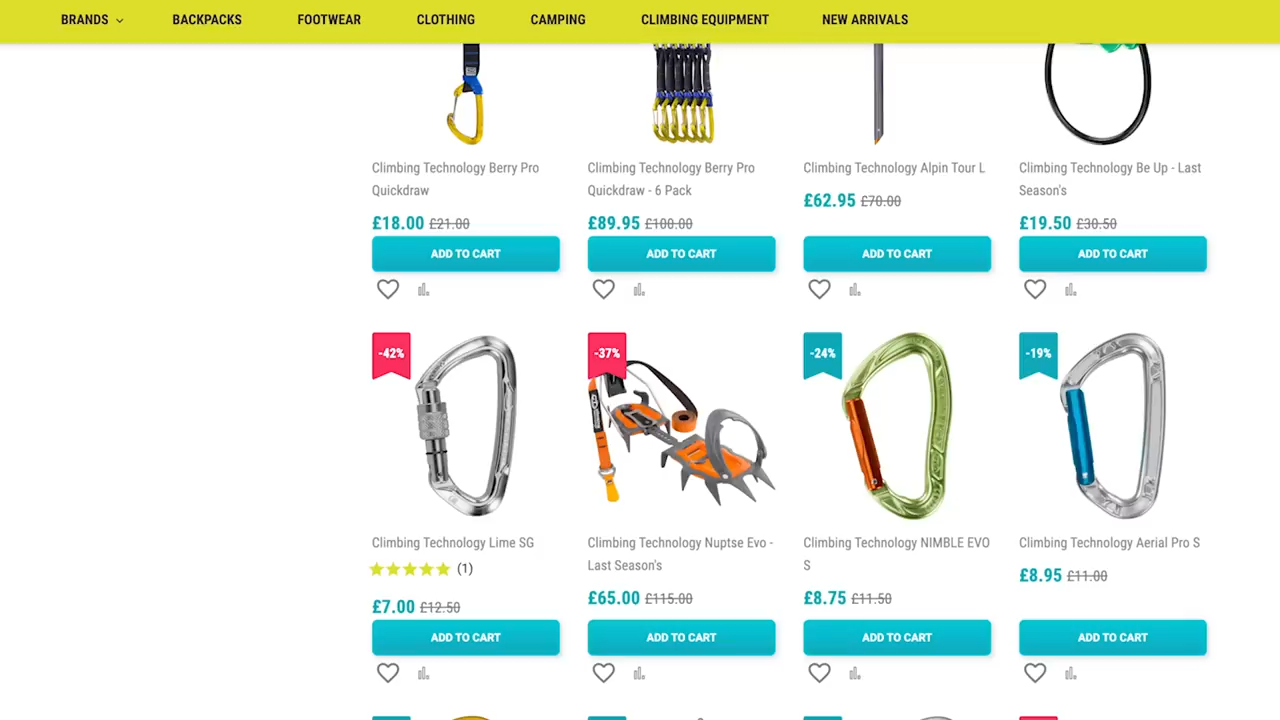 BRANDS BACKPACKS FOOTWEAR CLOTHING CAMPING CLIMBING EQUIPMENT NEW ARRIVALS
Climbing Technology Berry Pro
Quickdraw
£18.00 £21.00
ADD TO CART
Climbing Technology Berry Pro
Quickdraw - 6 Pack
£89.95 £100.00
ADD TO CART
Climbing Technology Alpin Tour L
£62.95 £70.00
ADD TO CART
Climbing Technology Be Up - Last
Season's
£19.50 £30.50
ADD TO CART
-42%
Climbing Technology Lime SG
(1)
£7.00 £12.50
ADD TO CART
-37%
Climbing Technology Nuptse Evo -
Last Season's
£65.00 £115.00
ADD TO CART
-24%
Climbing Technology NIMBLE EVO
S
£8.75 £11.50
ADD TO CART
-19%
Climbing Technology Aerial Pro S
£8.95 £11.00
ADD TO CART